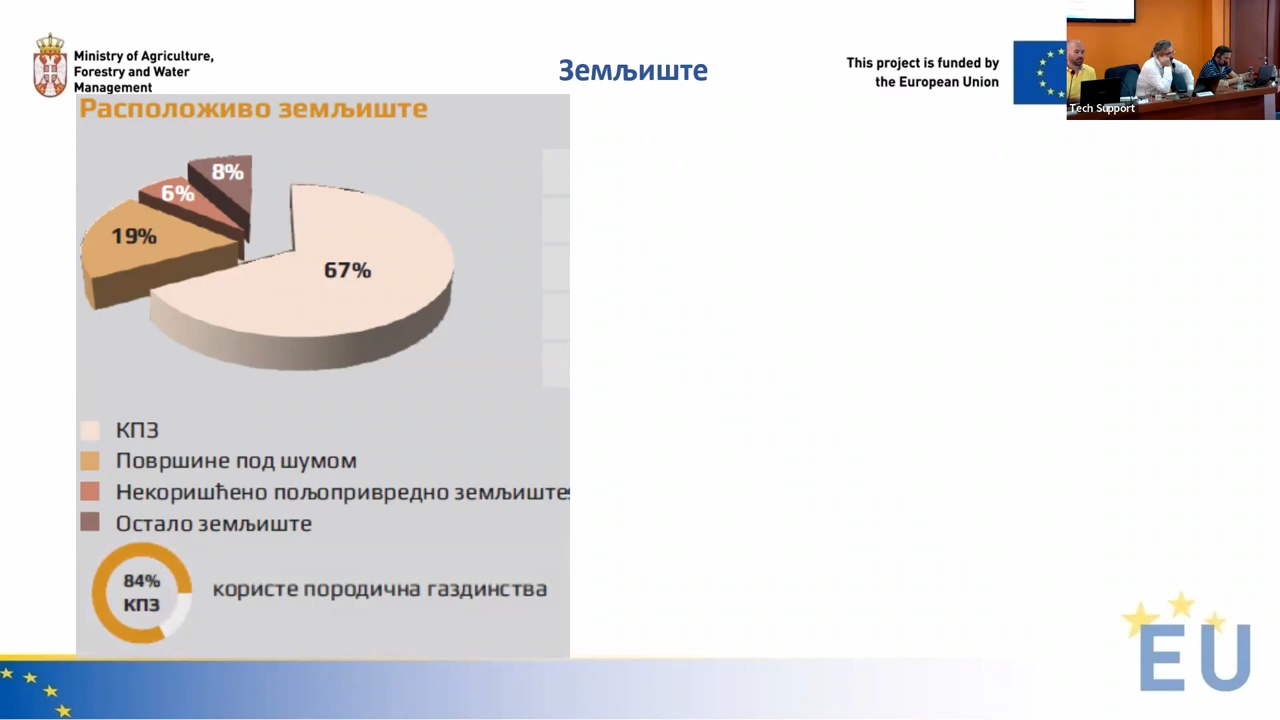 Ministry of Agriculture,
Forestry and Water
Management
Земљиште
This project is funded by
the European Union
Tech Support
Расположиво земљиште
8%
6%
19%
67%
КПЗ
Површине под шумом
Некоришћено пољопривредно земљиште
Остало земљиште
84%
КПЗ
користе породична газдинства
EU